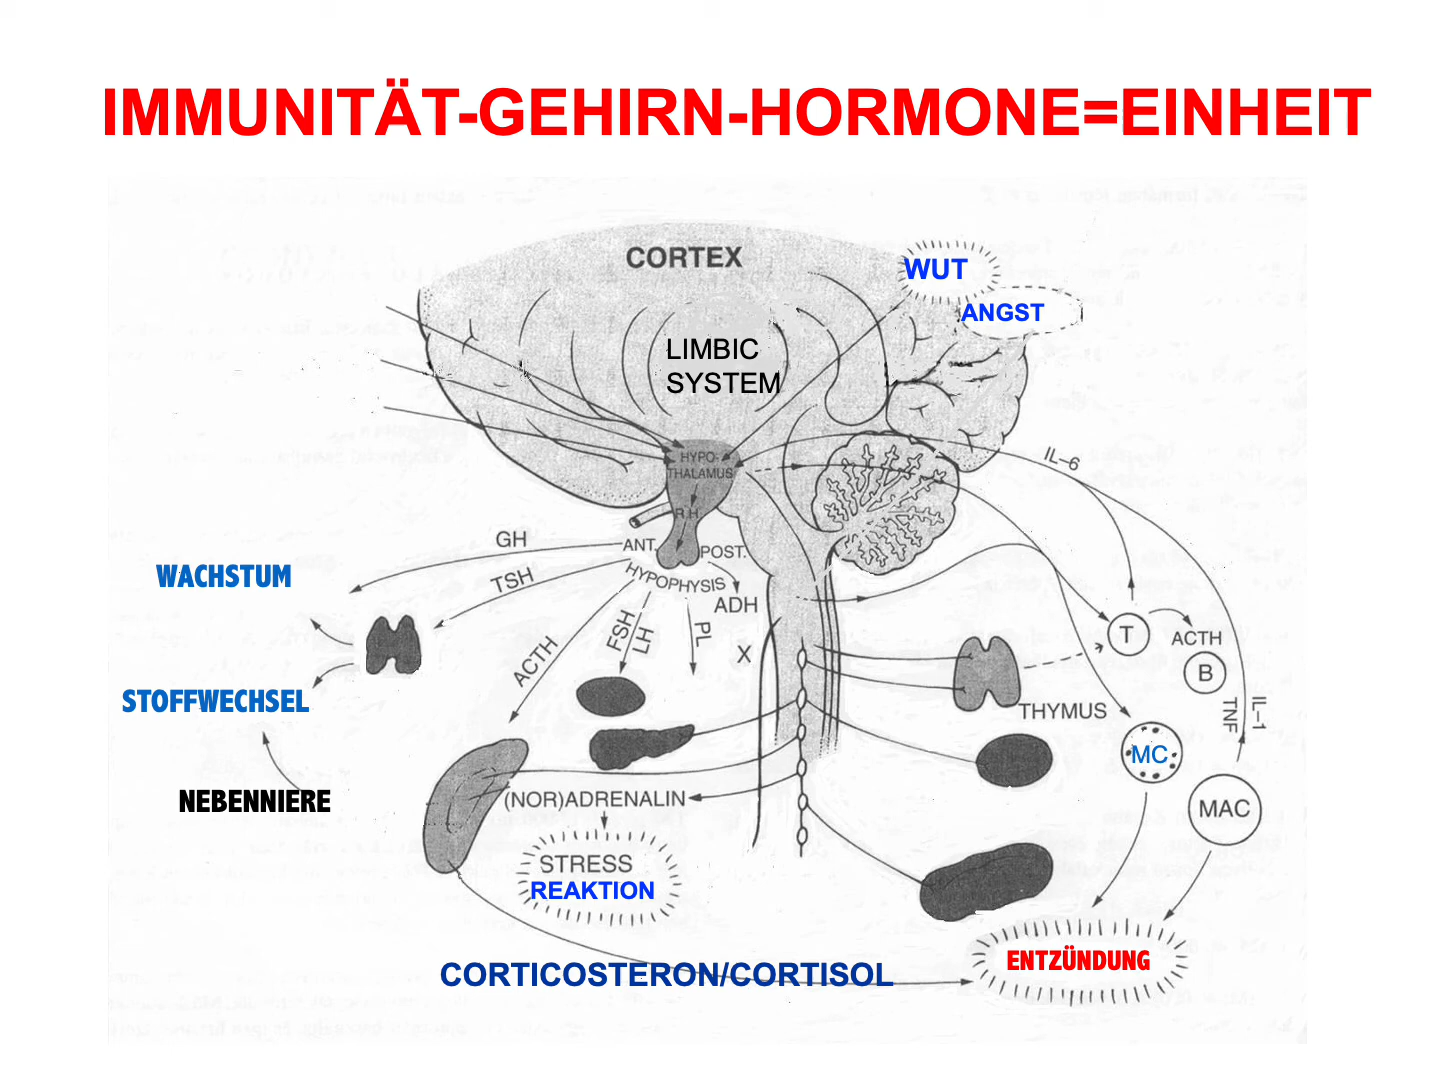 IMMUNITÄT-GEHIRN-HORMONE=EINHEIT
CORTEX
WUT
ANGST
LIMBIC
SYSTEM
HYPO-
THALAMUS
R.H.
IL-6
GH
ANT.
POST.
HYPOPHYSIS
WACHSTUM
TSH
ADH
FSH
LH
PL
ACTH
X
T
ACTH
B
STOFFWECHSEL
THYMUS
IL-1
TNF
MC
NEBENNIERE
(NOR)ADRENALIN
MAC
STRESS
REAKTION
ENTZÜNDUNG
CORTICOSTERON/CORTISOL